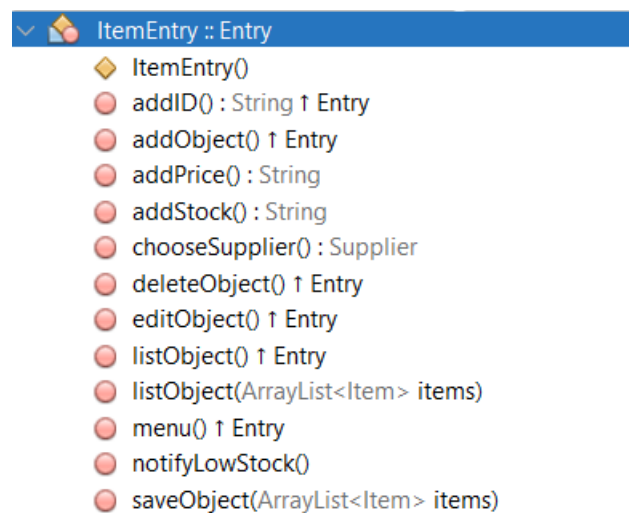 ItemEntry :: Entry
ItemEntry()
addID() : String ↑ Entry
addObject() ↑ Entry
addPrice() : String
addStock() : String
chooseSupplier() : Supplier
deleteObject() ↑ Entry
editObject() ↑ Entry
listObject() ↑ Entry
listObject(ArrayList<Item> items)
menu() ↑ Entry
notifyLowStock()
saveObject(ArrayList<Item> items)